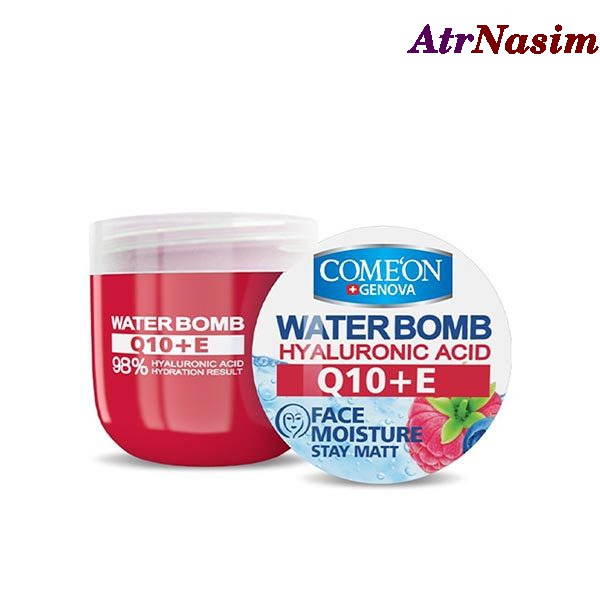 AtrNasim
WATER BOMB
Q10+E
98% HYALURONIC ACID
HYDRATION RESULT
COME'ON
GENOVA
WATER BOMB
HYALURONIC ACID
Q10+E
FACE
MOISTURE
STAY MATT